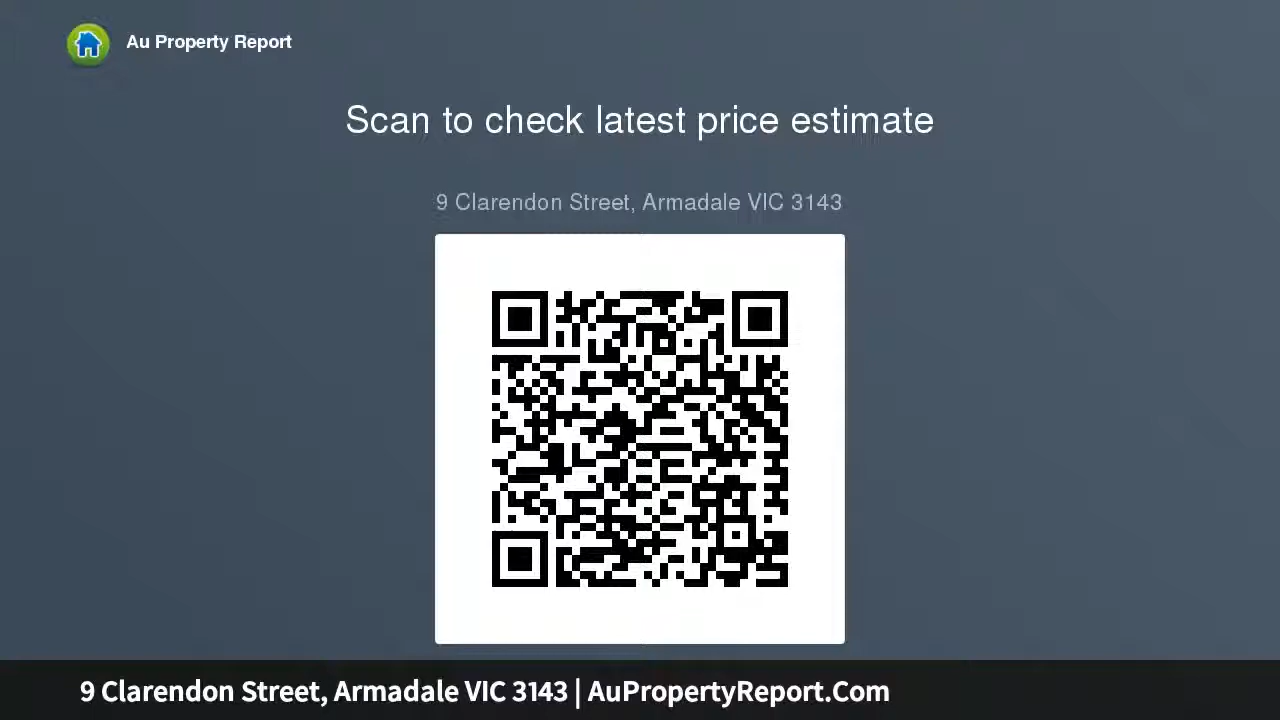 Au Property Report
Scan to check latest price estimate
9 Clarendon Street, Armadale VIC 3143
9 Clarendon Street, Armadale VIC 3143 | AuPropertyReport.Com